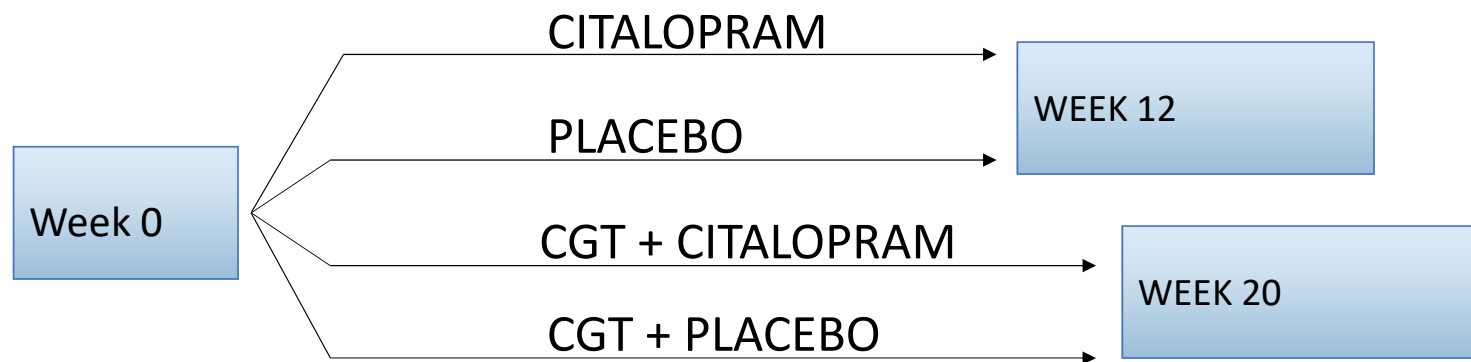 CITALOPRAM
WEEK 12
PLACEBO
Week 0
CGT + CITALOPRAM
WEEK 20
CGT + PLACEBO